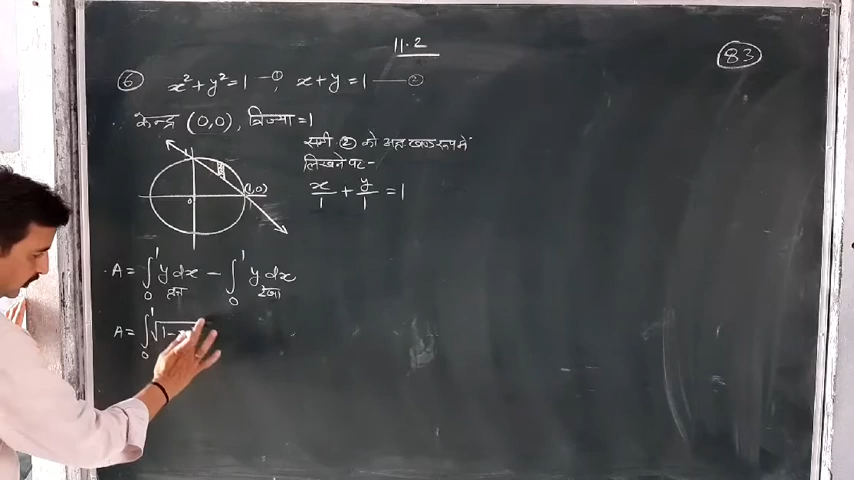 11.2
83
6 x² + y² = 1 — ①, x + y = 1 — ②
केन्द्र (0,0), त्रिज्या = 1
समी ② को अन्तः खण्ड रूप में
लिखने पर -
x/1 + y/1 = 1
(1,0)
0
A = ∫₀¹ y dx - ∫₀¹ y dx
वृत्त रेखा
A = ∫₀¹ √1-